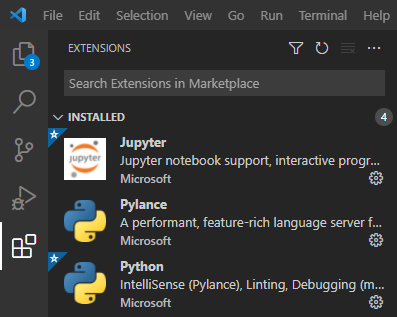 File Edit Selection View Go Run Terminal Help
EXTENSIONS
3
Search Extensions in Marketplace
INSTALLED 4
Jupyter
jupyter
Jupyter notebook support, interactive progr...
Microsoft
Pylance
A performant, feature-rich language server f...
Microsoft
Python
IntelliSense (Pylance), Linting, Debugging (m...
Microsoft